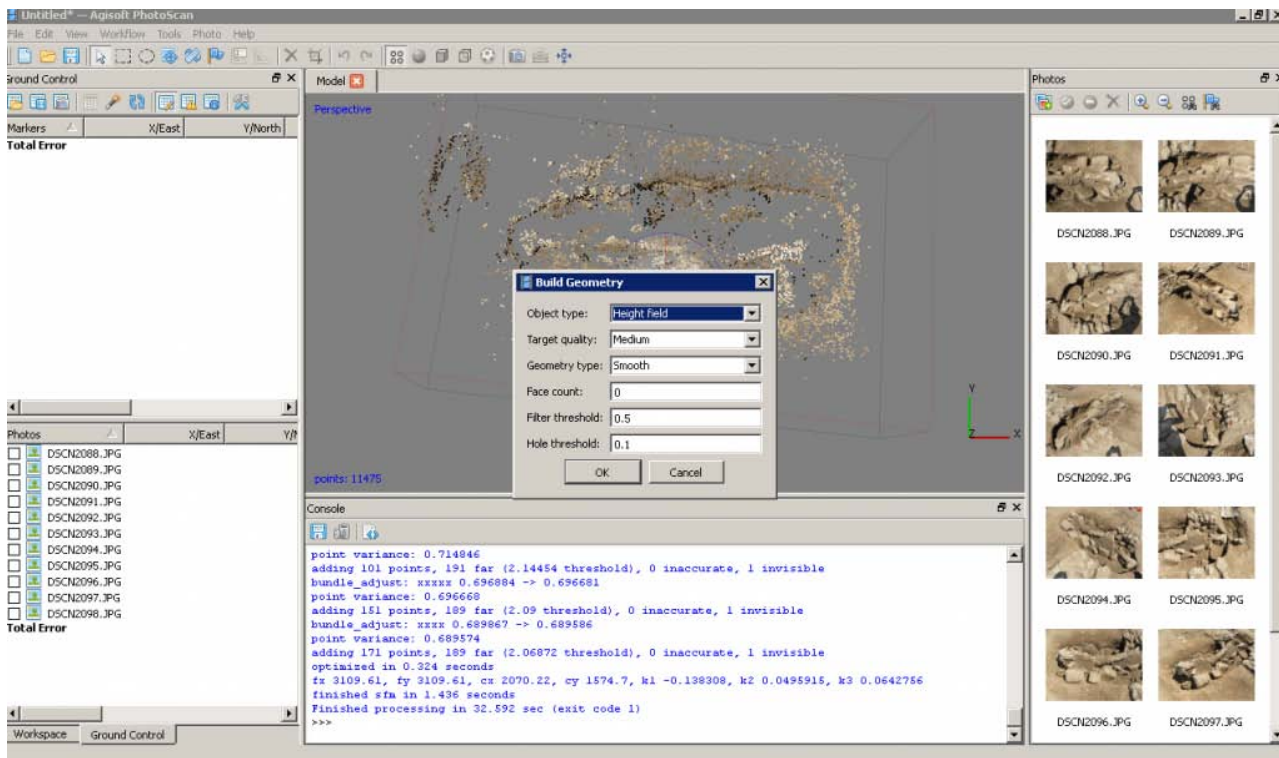 Untitled* — Agisoft PhotoScan
File Edit View Workflow Tools Photo Help
Ground Control
Markers X/East Y/North
Total Error
Photos X/East Y/N
DSCN2088.JPG
DSCN2089.JPG
DSCN2090.JPG
DSCN2091.JPG
DSCN2092.JPG
DSCN2093.JPG
DSCN2094.JPG
DSCN2095.JPG
DSCN2096.JPG
DSCN2097.JPG
DSCN2098.JPG
Total Error
Workspace Ground Control
Model
Perspective
Y
Z X
points: 11475
Build Geometry
Object type: Height field
Target quality: Medium
Geometry type: Smooth
Face count: 0
Filter threshold: 0.5
Hole threshold: 0.1
OK Cancel
Console
point variance: 0.714846
adding 101 points, 191 far (2.14454 threshold), 0 inaccurate, 1 invisible
bundle_adjust: xxxxx 0.696884 -> 0.696681
point variance: 0.696668
adding 151 points, 189 far (2.09 threshold), 0 inaccurate, 1 invisible
bundle_adjust: xxxx 0.689867 -> 0.689586
point variance: 0.689574
adding 171 points, 189 far (2.06872 threshold), 0 inaccurate, 1 invisible
optimized in 0.324 seconds
fx 3109.61, fy 3109.61, cx 2070.22, cy 1574.7, k1 -0.138308, k2 0.0495915, k3 0.0642756
finished sfm in 1.436 seconds
Finished processing in 32.592 sec (exit code 1)
>>>
Photos
DSCN2088.JPG DSCN2089.JPG
DSCN2090.JPG DSCN2091.JPG
DSCN2092.JPG DSCN2093.JPG
DSCN2094.JPG DSCN2095.JPG
DSCN2096.JPG DSCN2097.JPG